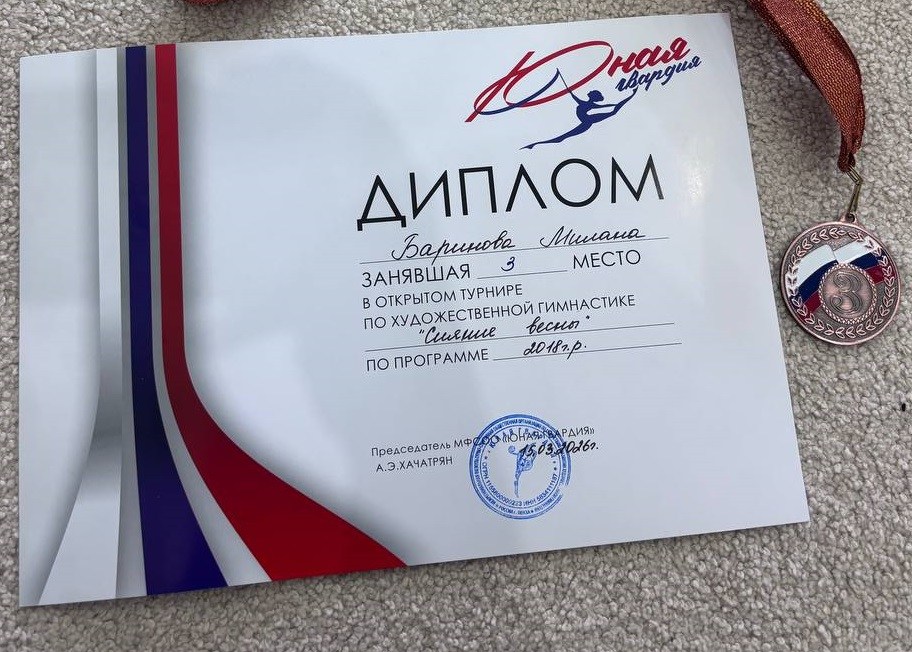 Юная
гвардия
ДИПЛОМ
Баринова Милана
ЗАНЯВШАЯ 3 МЕСТО
В ОТКРЫТОМ ТУРНИРЕ
ПО ХУДОЖЕСТВЕННОЙ ГИМНАСТИКЕ
"Сияние весны"
ПО ПРОГРАММЕ 2018г.р.
Председатель МФСОО «ЮНАЯ ГВАРДИЯ»
А.Э.ХАЧАТРЯН
15.03.2026г.
3